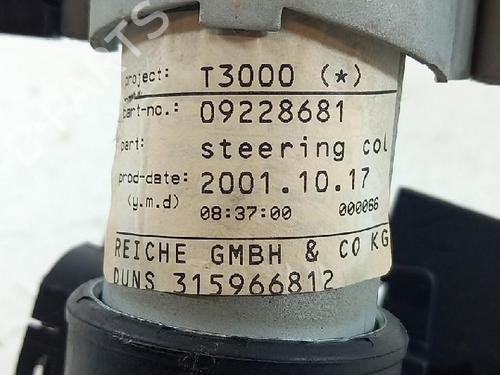 project: T3000 (*)
part-no.: 09228681
part: steering col
prod-date: 2001.10.17
(y.m.d) 08:37:00 000066
REICHE GMBH & CO KG
DUNS 315966812